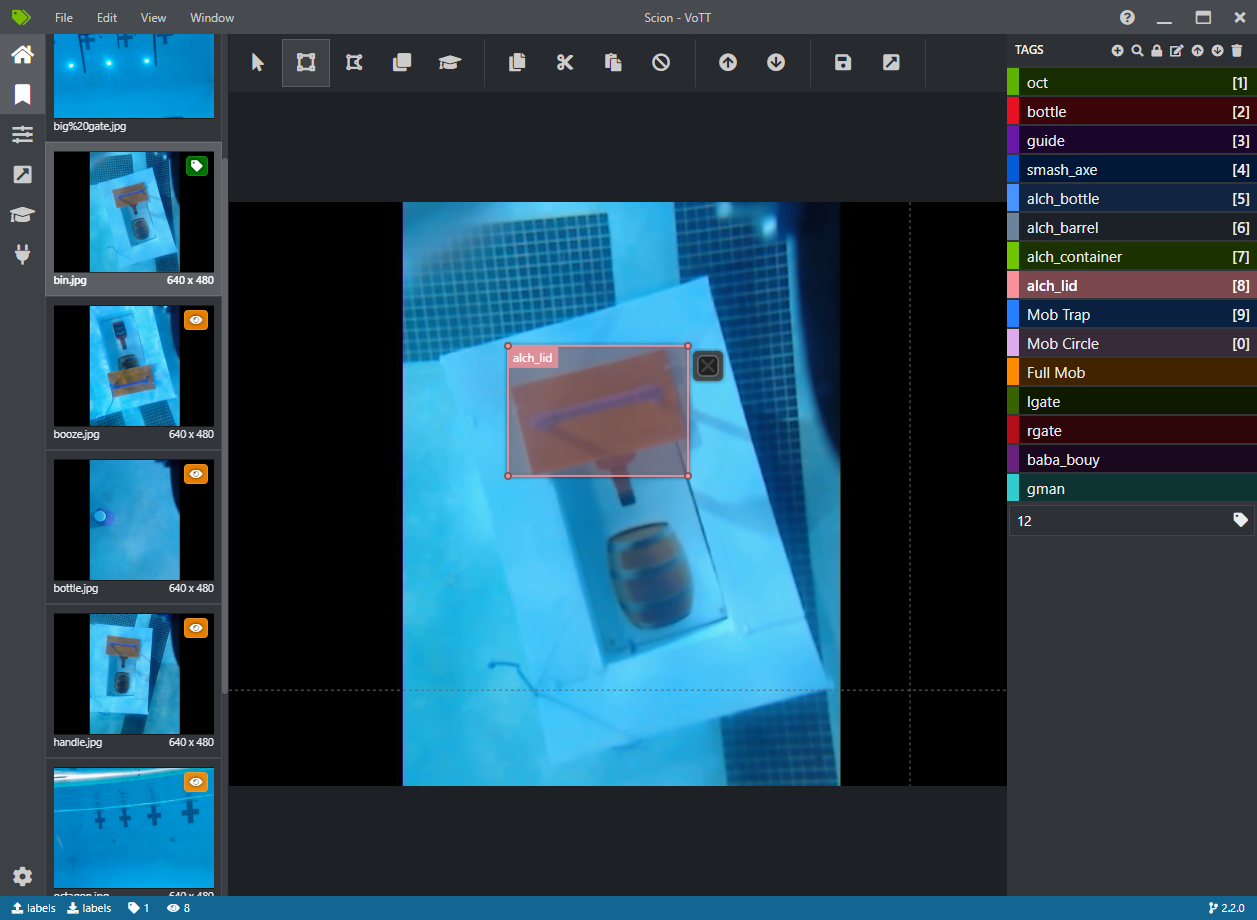 File Edit View Window
Scion - VoTT
big%20gate.jpg
bin.jpg 640 x 480
booze.jpg 640 x 480
bottle.jpg 640 x 480
handle.jpg 640 x 480
octagon.jpg 640 x 480
alch_lid
TAGS
oct [1]
bottle [2]
guide [3]
smash_axe [4]
alch_bottle [5]
alch_barrel [6]
alch_container [7]
alch_lid [8]
Mob Trap [9]
Mob Circle [0]
Full Mob
lgate
rgate
baba_bouy
gman
12
labels labels 1 8
2.2.0